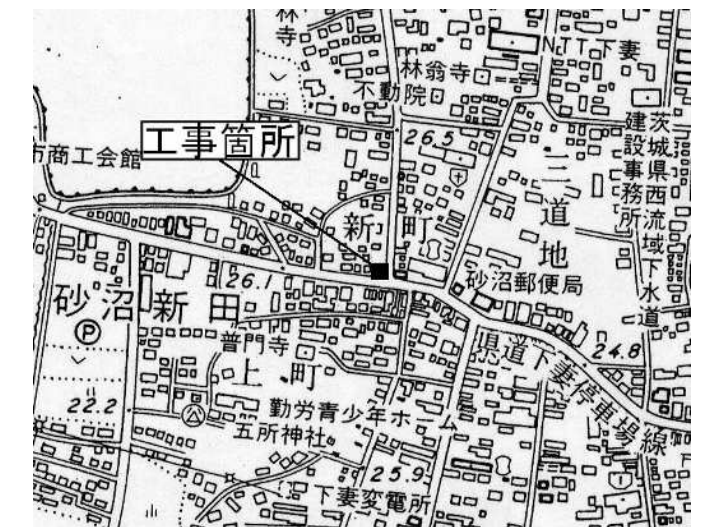 林寺
NTT下妻
林翁寺
不動院
工事箇所
市商工会館
26.5
茨城県西流域下水道
建設事務所
三道地
新町
砂沼新田
26.1
砂沼郵便局
P
普門寺
上町
県道下妻停車場線
24.8
22.2
勤労青少年ホーム
五所神社
25.9
下妻変電所